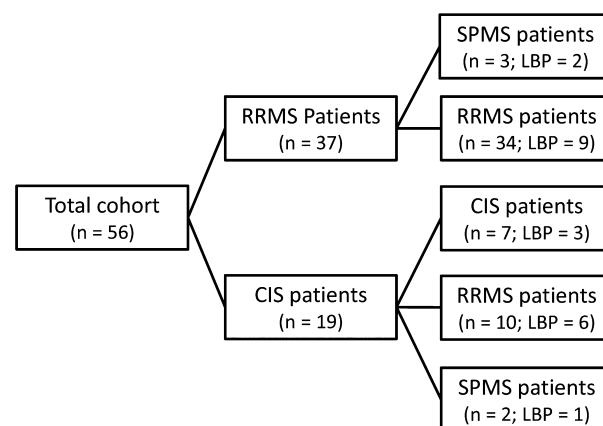 Total cohort
(n = 56)
RRMS Patients
(n = 37)
CIS patients
(n = 19)
SPMS patients
(n = 3; LBP = 2)
RRMS patients
(n = 34; LBP = 9)
CIS patients
(n = 7; LBP = 3)
RRMS patients
(n = 10; LBP = 6)
SPMS patients
(n = 2; LBP = 1)